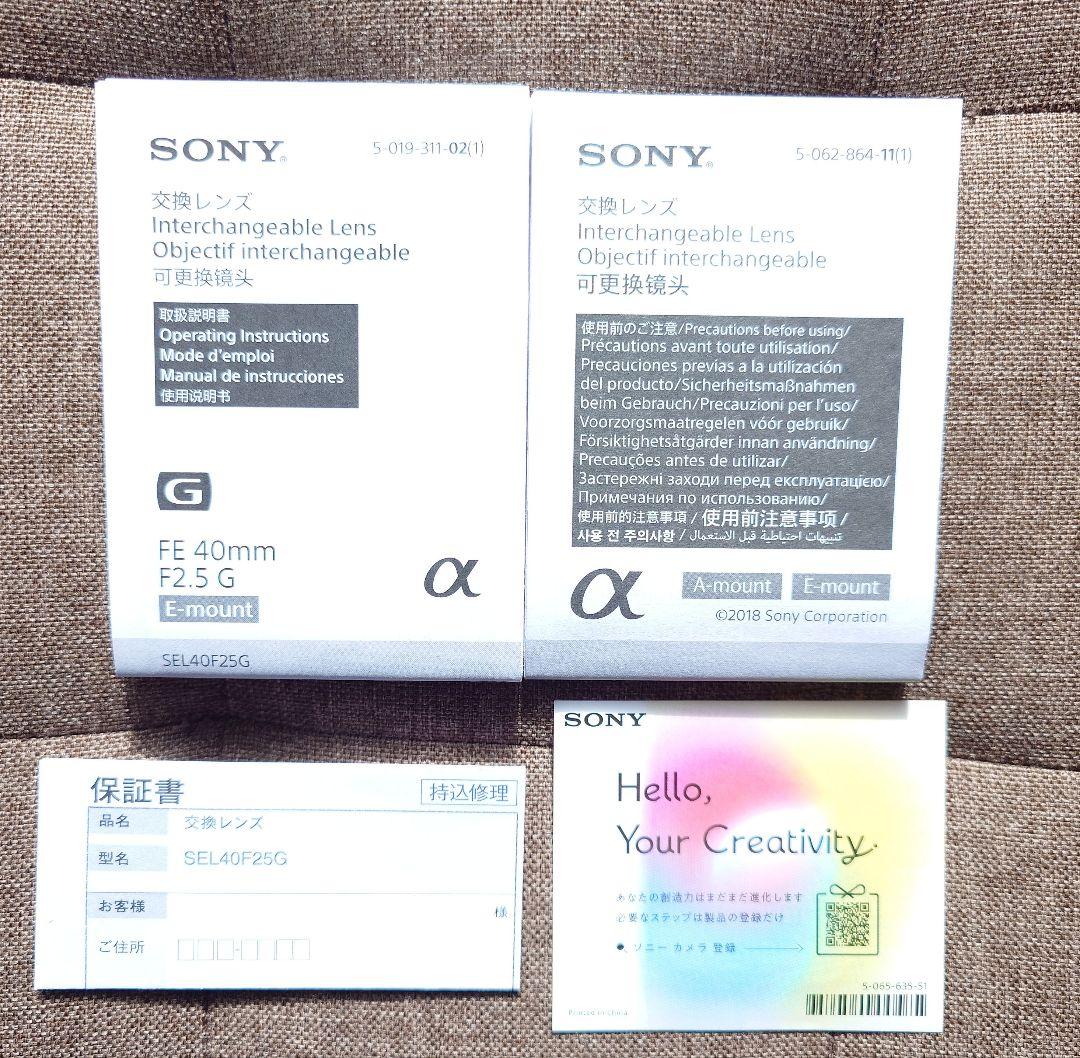 SONY®
5-019-311-02(1)
交換レンズ
Interchangeable Lens
Objectif interchangeable
可更换镜头
取扱説明書
Operating Instructions
Mode d'emploi
Manual de instrucciones
使用说明书
G
FE 40mm
F2.5 G
E-mount
α
SEL40F25G
SONY®
5-062-864-11(1)
交換レンズ
Interchangeable Lens
Objectif interchangeable
可更换镜头
使用前のご注意/Precautions before using/
Précautions avant toute utilisation/
Precauciones previas a la utilización
del producto/Sicherheitsmaßnahmen
beim Gebrauch/Precauzioni per l'uso/
Voorzorgsmaatregelen vóór gebruik/
Försiktighetsåtgärder innan användning/
Precauções antes de utilizar/
Застережні заходи перед експлуатацією/
Примечания по использованию/
使用前的注意事項 / 使用前注意事项 /
사용 전 주의사항 / تنبيهات احتياطية قبل الاستعمال
α
A-mount E-mount
©2018 Sony Corporation
保証書
持込修理
品名 交換レンズ
型名 SEL40F25G
お客様 様
ご住所
SONY
Hello,
Your Creativity.
あなたの創造力はまだまだ進化します
必要なステップは製品の登録だけ
ソニー カメラ 登録
5-065-635-51
Printed in China